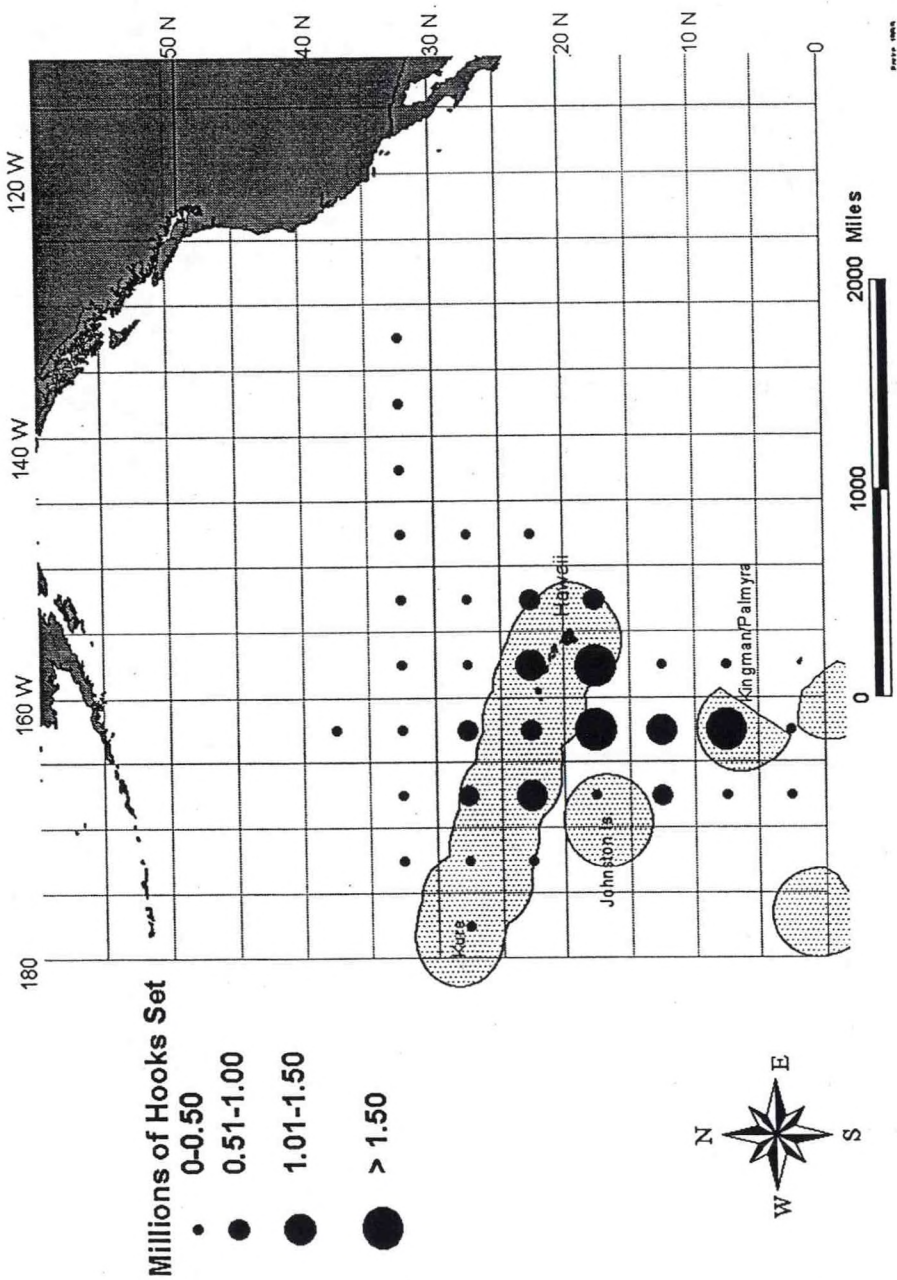 120 W
140 W
160 W
180
50 N
40 N
30 N
20 N
10 N
0
Hawaii
Kure
Johnston Is
Kingman/Palmyra
Millions of Hooks Set
0-0.50
0.51-1.00
1.01-1.50
> 1.50
N
W E
S
0 1000 2000 Miles